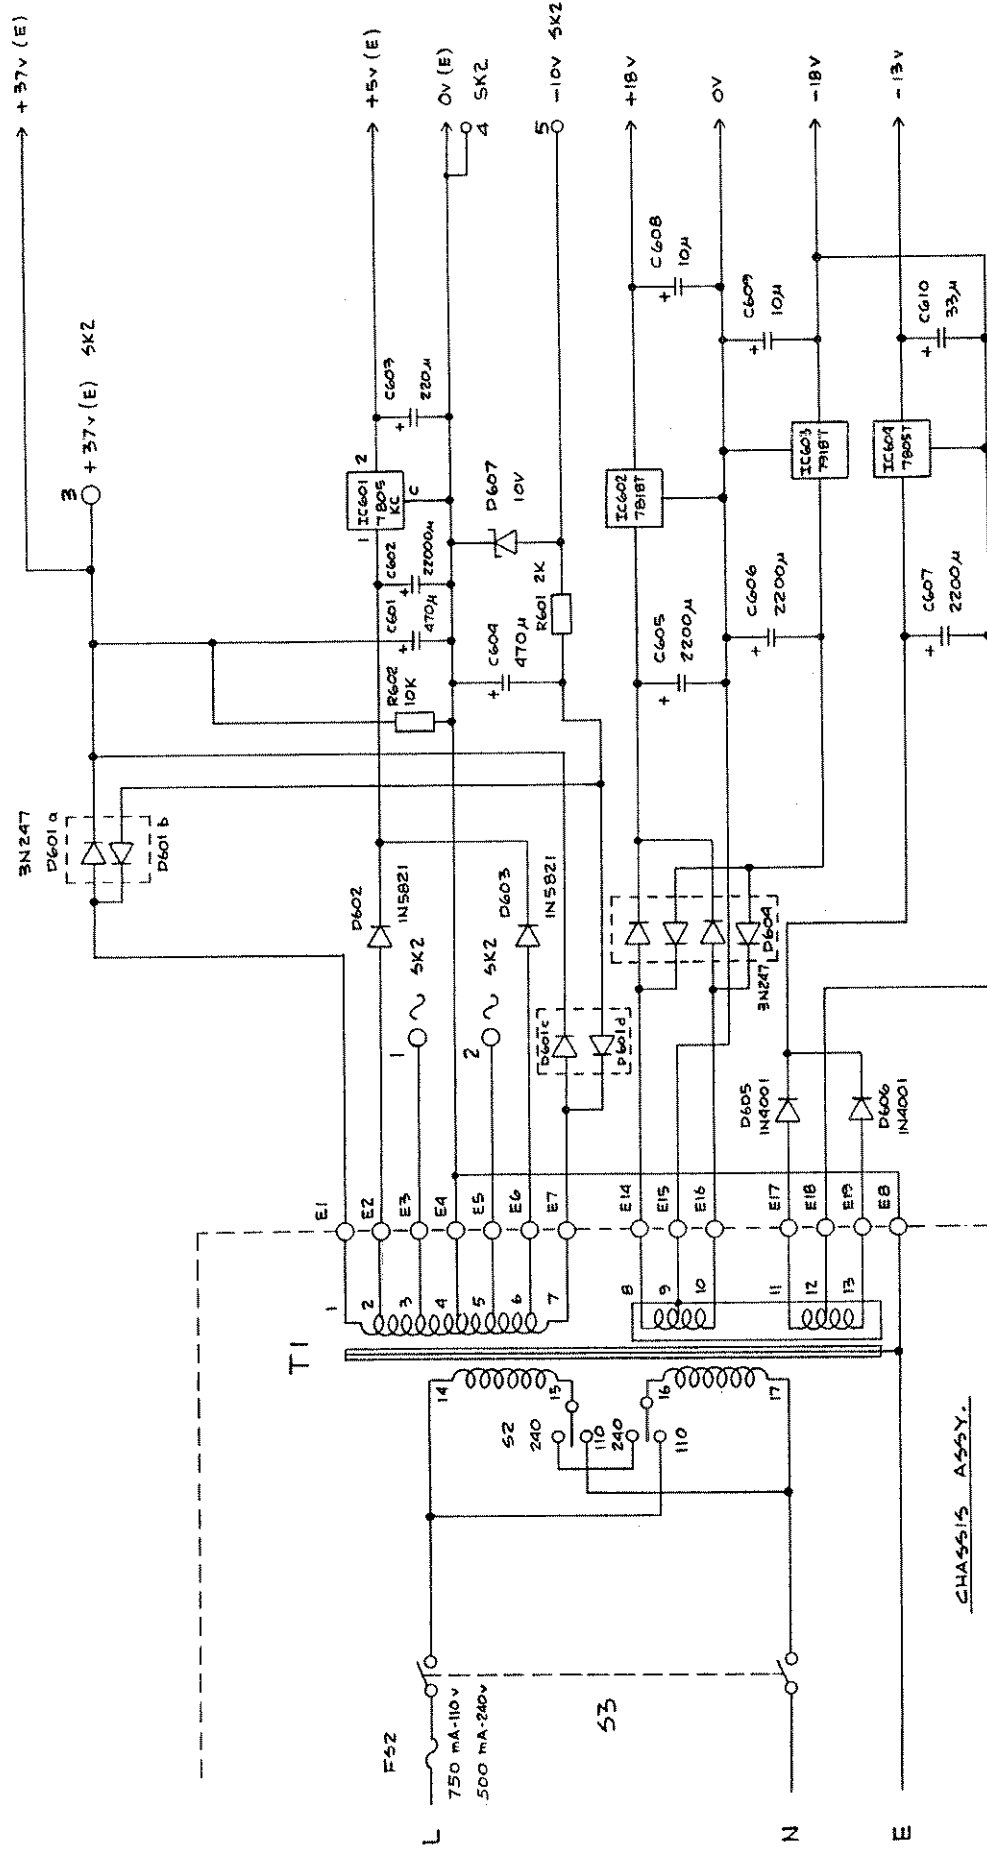 +37v (E)
3
+37v (E) SK2
3N247
D601a
D601b
+5v (E)
0v (E)
4 SK2
5 -10v SK2
+18v
0v
-18v
-13v
C603
220µ
1
IC601
7805
KC
2
C
C602
22000µ
C601
470µ
R602
10K
C604
470µ
D607
10V
R601 2K
C608
10µ
C609
10µ
C610
33µ
IC602
7818T
IC603
7918T
IC604
7805T
C605
2200µ
C606
2200µ
C607
2200µ
D602
1N5821
D603
1N5821
1 ~ SK2
2 ~ SK2
D601c
D601d
D604
3N247
D605
1N4001
D606
1N4001
E1
E2
E3
E4
E5
E6
E7
E14
E15
E16
E17
E18
E19
E8
1
2
3
4
5
6
7
8
9
10
11
12
13
T1
14
15
16
17
S2
240
110
240
110
FS2
750 mA-110v
500 mA-240v
S3
L
N
E
CHASSIS ASSY.